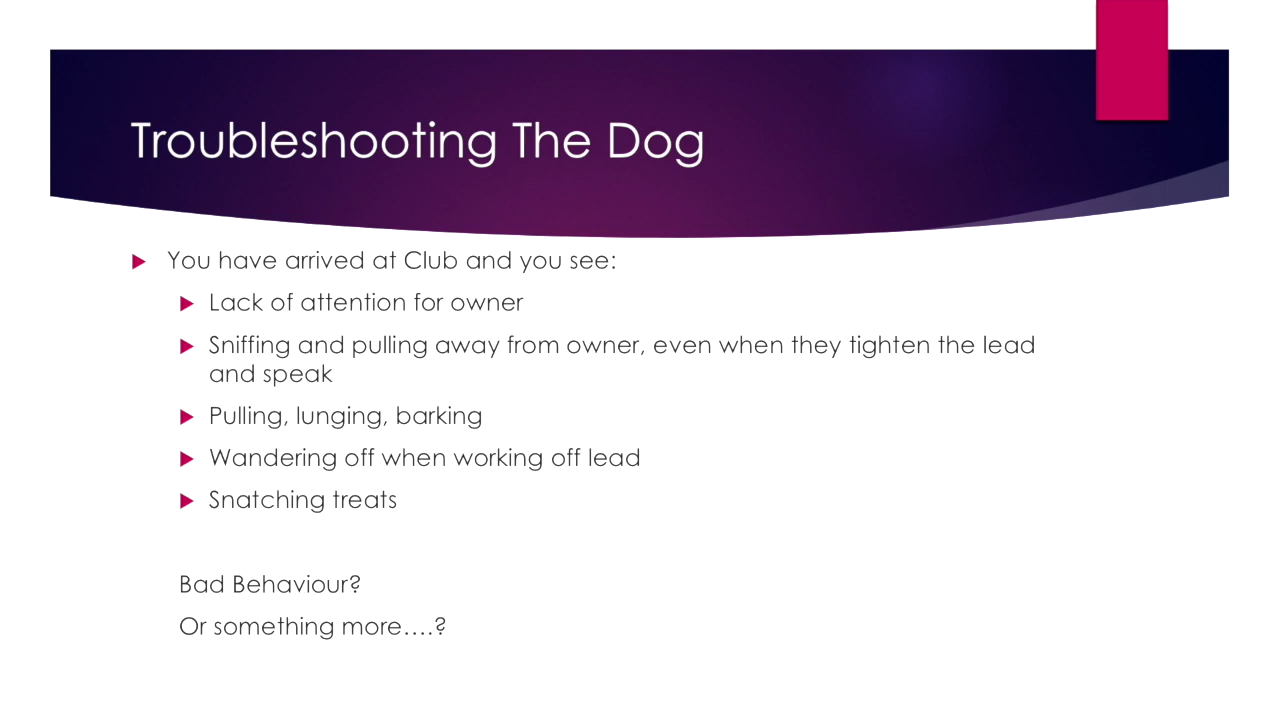 Troubleshooting The Dog
You have arrived at Club and you see:
Lack of attention for owner
Sniffing and pulling away from owner, even when they tighten the lead
and speak
Pulling, lunging, barking
Wandering off when working off lead
Snatching treats
Bad Behaviour?
Or something more….?